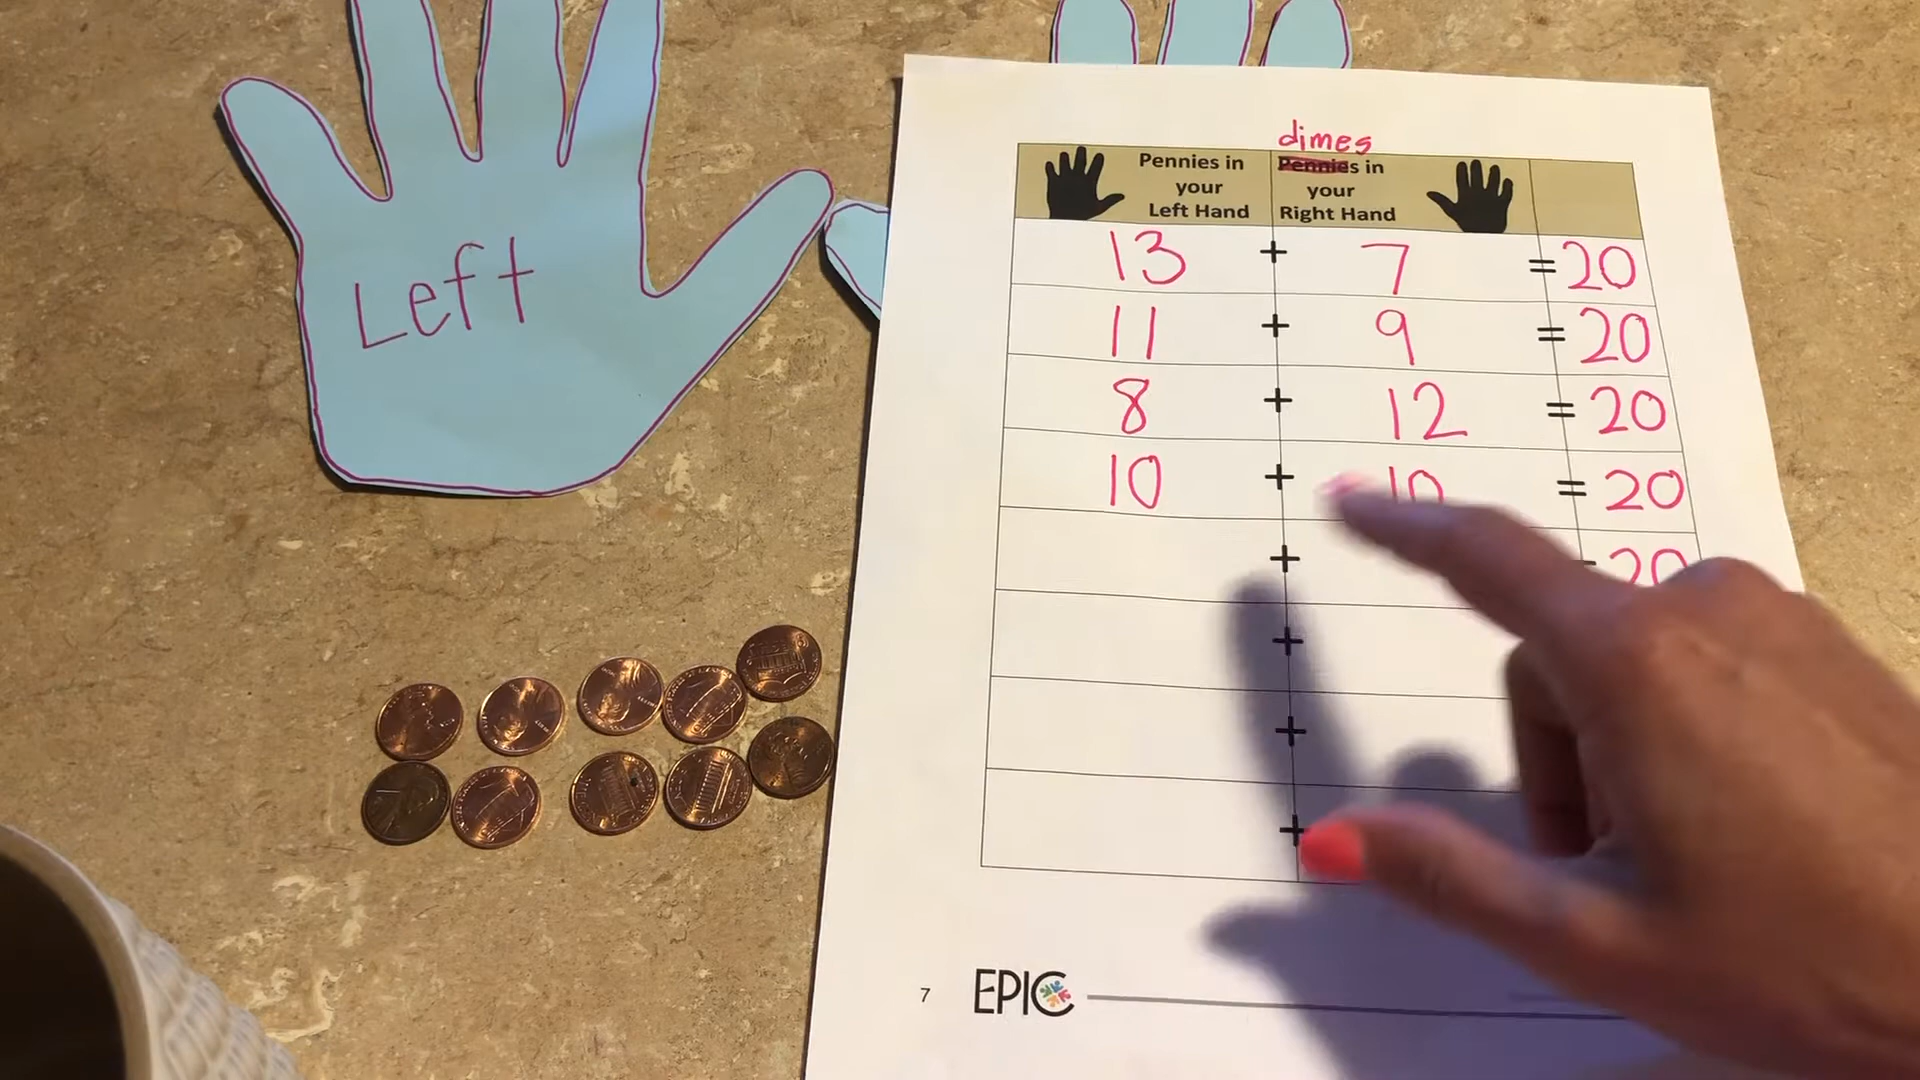 Left
dimes
Pennies in your Left Hand
Pennies in your Right Hand
13 + 7 = 20
11 + 9 = 20
8 + 12 = 20
10 + 10 = 20
+ 20
+
+
+
7 EPIC